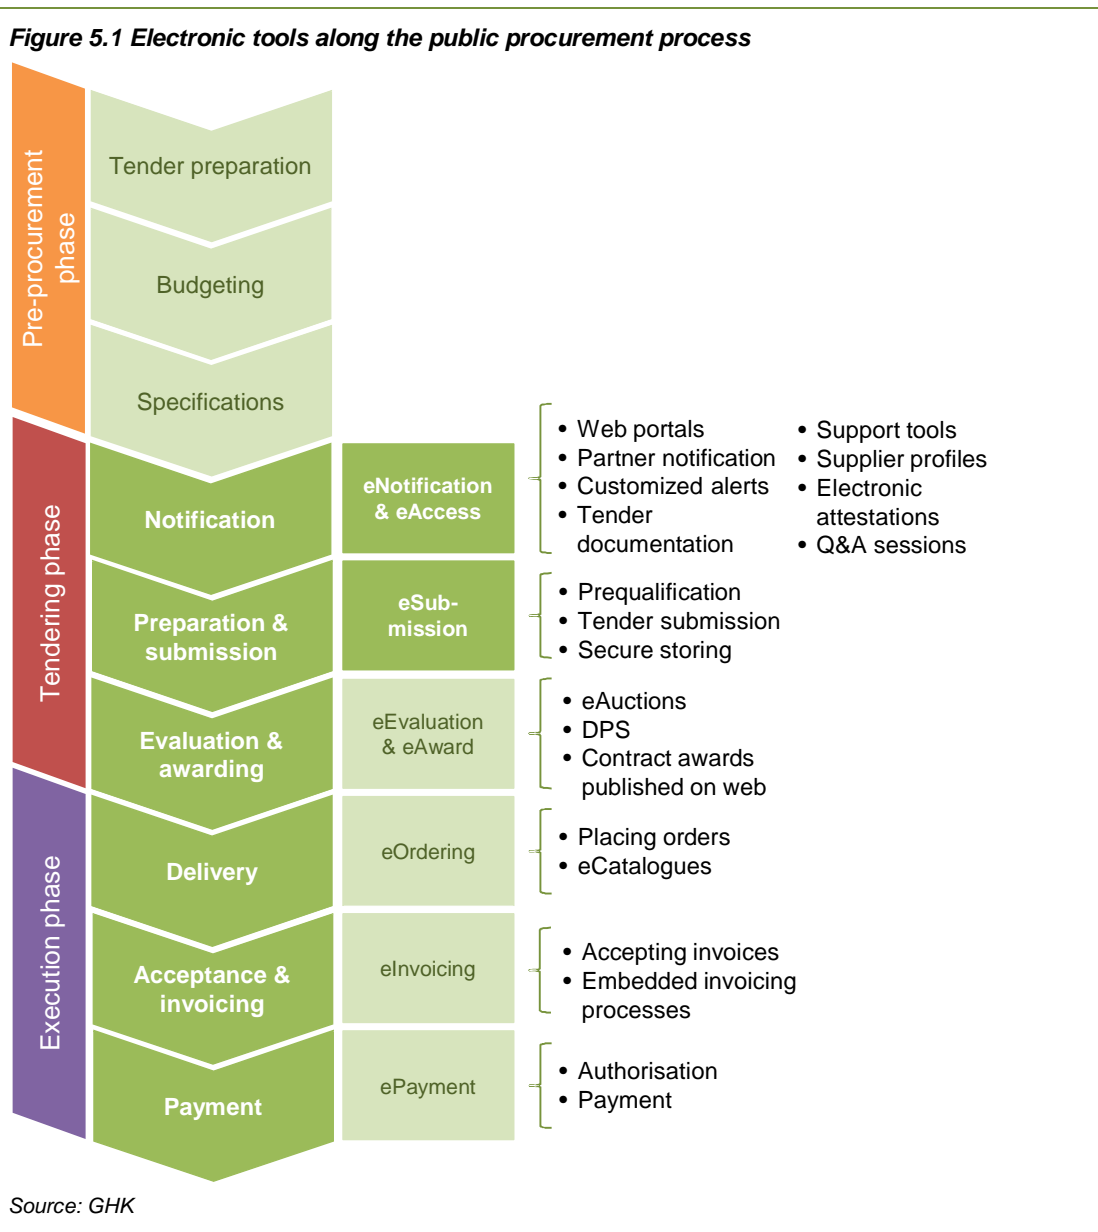 Figure 5.1 Electronic tools along the public procurement process
Pre-procurement
phase
Tender preparation
Budgeting
Specifications
Tendering phase
Notification
eNotification
& eAccess
• Web portals
• Partner notification
• Customized alerts
• Tender
documentation
• Support tools
• Supplier profiles
• Electronic
attestations
• Q&A sessions
Preparation &
submission
eSub-
mission
• Prequalification
• Tender submission
• Secure storing
Evaluation &
awarding
eEvaluation
& eAward
• eAuctions
• DPS
• Contract awards
published on web
Execution phase
Delivery
eOrdering
• Placing orders
• eCatalogues
Acceptance &
invoicing
eInvoicing
• Accepting invoices
• Embedded invoicing
processes
Payment
ePayment
• Authorisation
• Payment
Source: GHK